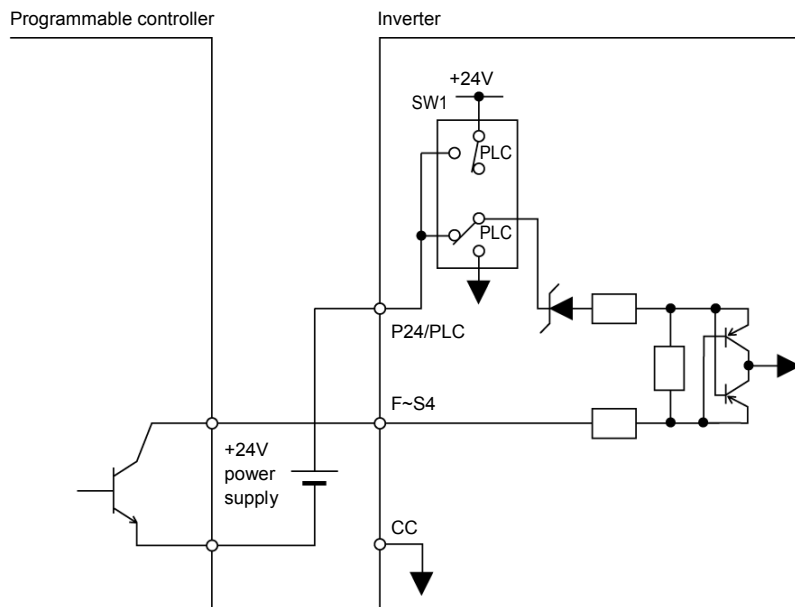 Programmable controller
Inverter
+24V
SW1
PLC
PLC
P24/PLC
F~S4
+24V
power
supply
CC